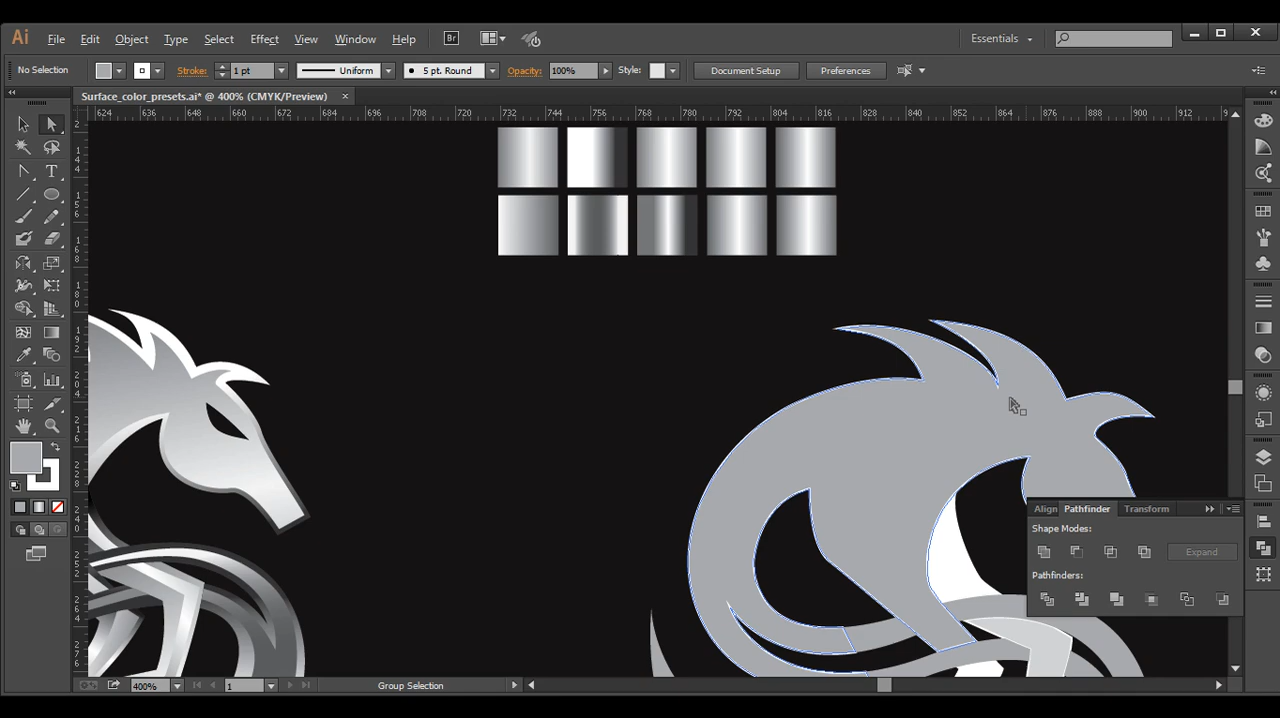 Ai File Edit Object Type Select Effect View Window Help Br Essentials
No Selection Stroke: 1 pt Uniform 5 pt. Round Opacity: 100% Style: Document Setup Preferences
Surface_color_presets.ai* @ 400% (CMYK/Preview) ×
624 636 648 660 672 684 696 708 720 732 744 756 768 780 792 804 816 828 840 852 864 876 888 900 912
Align Pathfinder Transform
Shape Modes:
Expand
Pathfinders:
400% 1 Group Selection